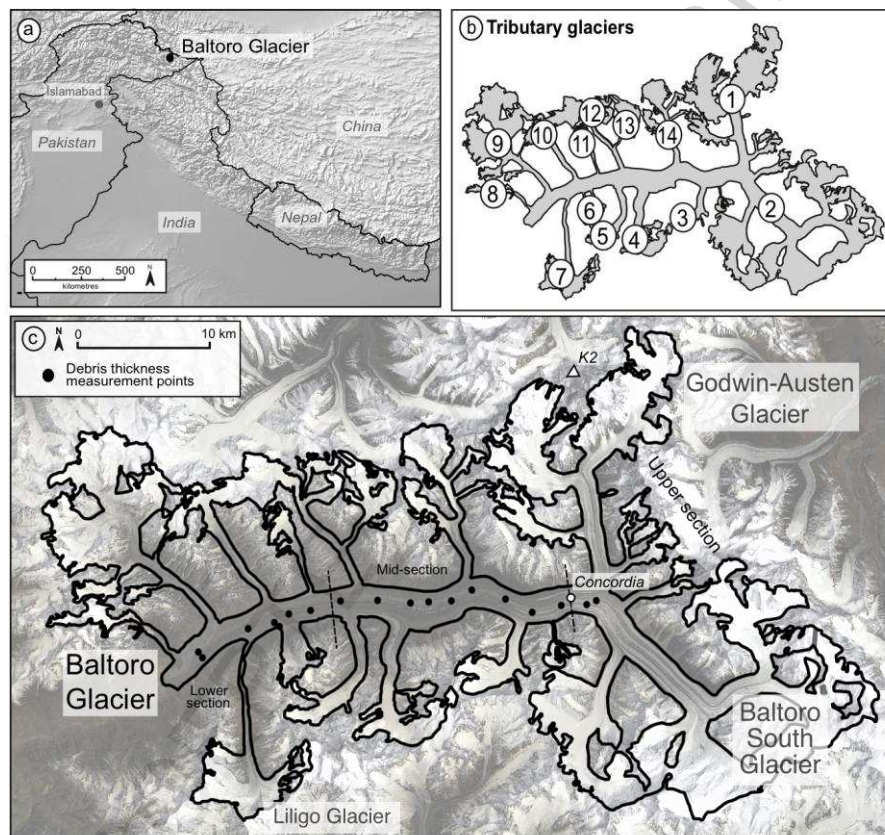 a
Baltoro Glacier
Islamabad
China
Pakistan
India
Nepal
0 250 500
kilometres
N
b Tributary glaciers
1
12
13
14
10
11
9
8
6
5
4
3
2
7
c
N
0 10 km
Debris thickness
measurement points
K2
Godwin-Austen
Glacier
Upper section
Mid-section
Concordia
Baltoro
Glacier
Lower
section
Baltoro
South
Glacier
Liligo Glacier